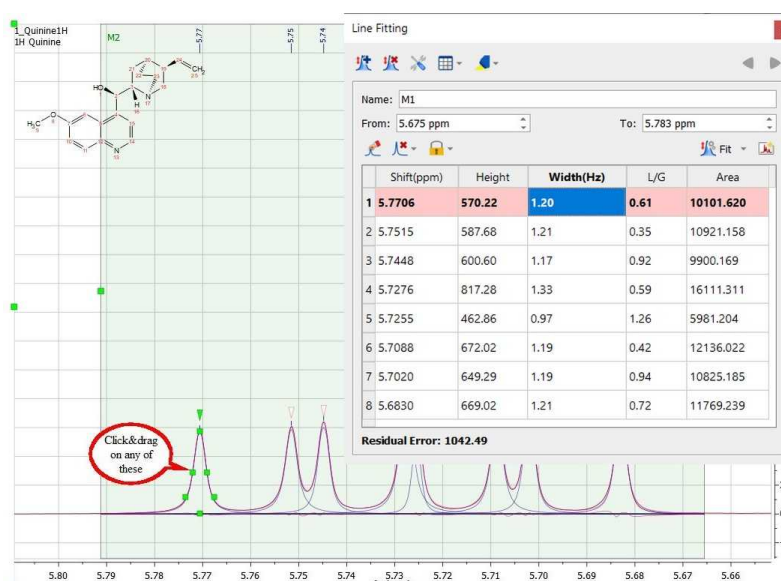 1_Quinine1H
1H Quinine
M2
5.77
5.75
5.74
HO
H
N
CH₂
H₃C
O
N
Click&drag
on any of
these
Line Fitting
Name: M1
From: 5.675 ppm To: 5.783 ppm
Fit
Shift(ppm) Height Width(Hz) L/G Area
1 5.7706 570.22 1.20 0.61 10101.620
2 5.7515 587.68 1.21 0.35 10921.158
3 5.7448 600.60 1.17 0.92 9900.169
4 5.7276 817.28 1.33 0.59 16111.311
5 5.7255 462.86 0.97 1.26 5981.204
6 5.7088 672.02 1.19 0.42 12136.022
7 5.7020 649.29 1.19 0.94 10825.185
8 5.6830 669.02 1.21 0.72 11769.239
Residual Error: 1042.49
5.80 5.79 5.78 5.77 5.76 5.75 5.74 5.73 5.72 5.71 5.70 5.69 5.68 5.67 5.66